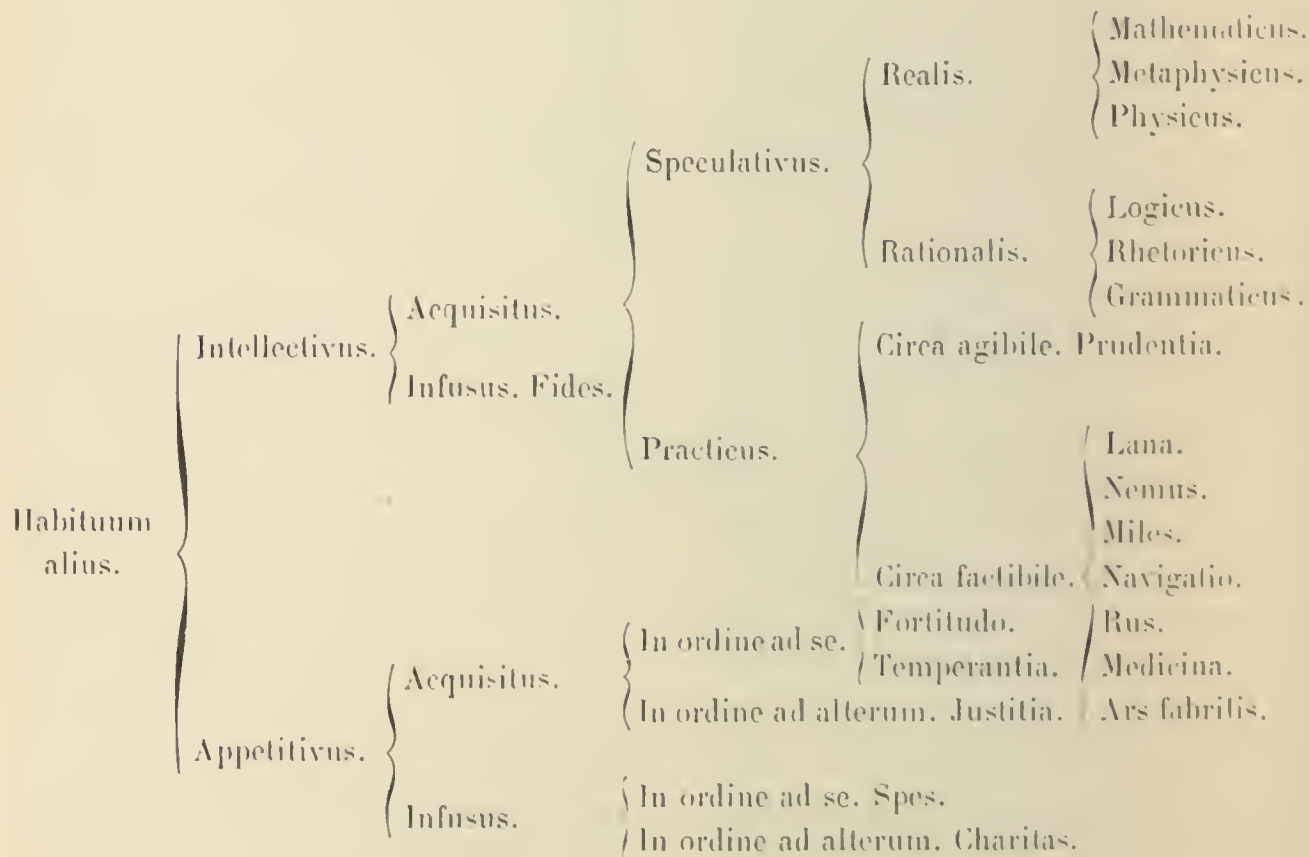 Mathematicus.
Realis. Metaphysicus.
Physicus.
Speculativus.
Logicus.
Rationalis. Rhetoricus.
Grammaticus.
Acquisitus.
Intellectivus. Circa agibile. Prudentia.
Infusus. Fides.
Practicus. Lana.
Nemus.
Habituum
alius.
Miles.
Circa factibile. Navigatio.
In ordine ad se. Fortitudo. Rus.
Acquisitus. Temperantia. Medicina.
In ordine ad alterum. Justitia. Ars fabrilis.
Appetitivus.
In ordine ad se. Spes.
Infusus.
In ordine ad alterum. Charitas.